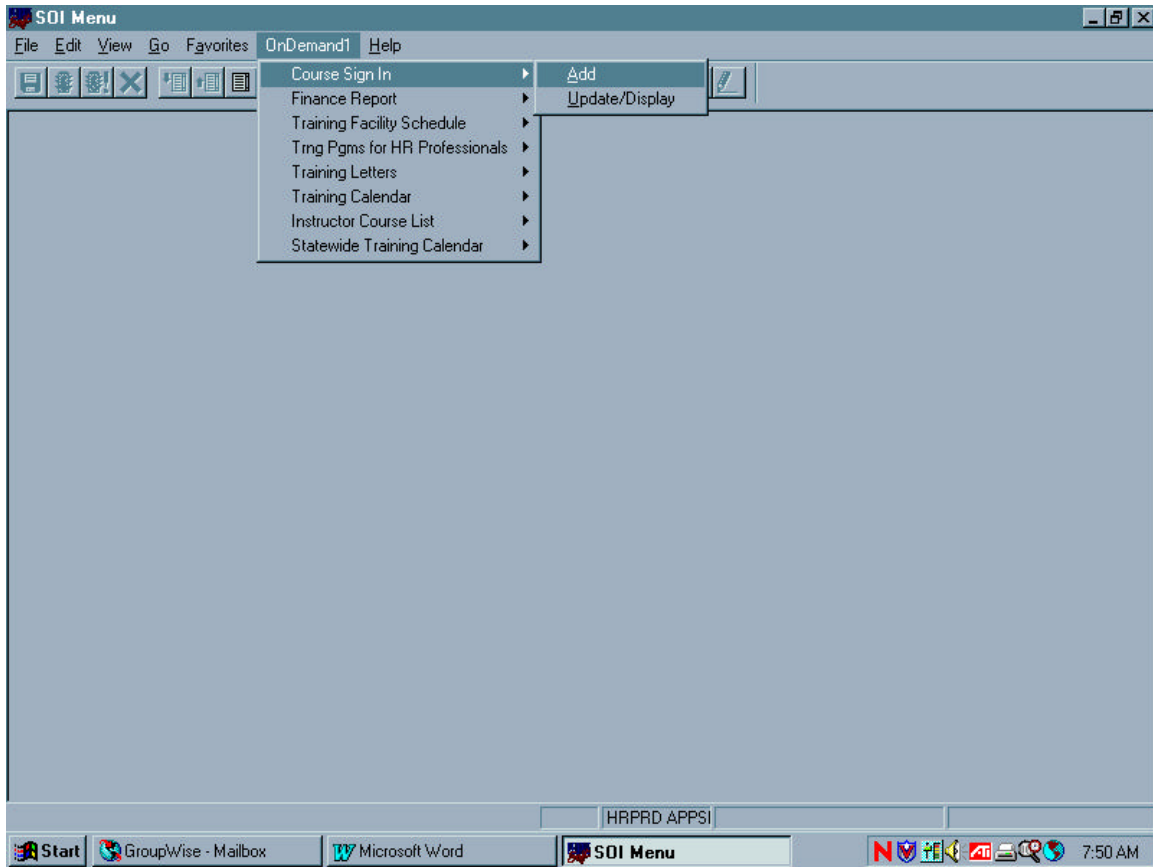 SOI Menu
File Edit View Go Favorites OnDemand1 Help
Course Sign In
Finance Report
Training Facility Schedule
Trng Pgms for HR Professionals
Training Letters
Training Calendar
Instructor Course List
Statewide Training Calendar
Add
Update/Display
HRPRD APPSI
Start GroupWise - Mailbox Microsoft Word SOI Menu 7:50 AM